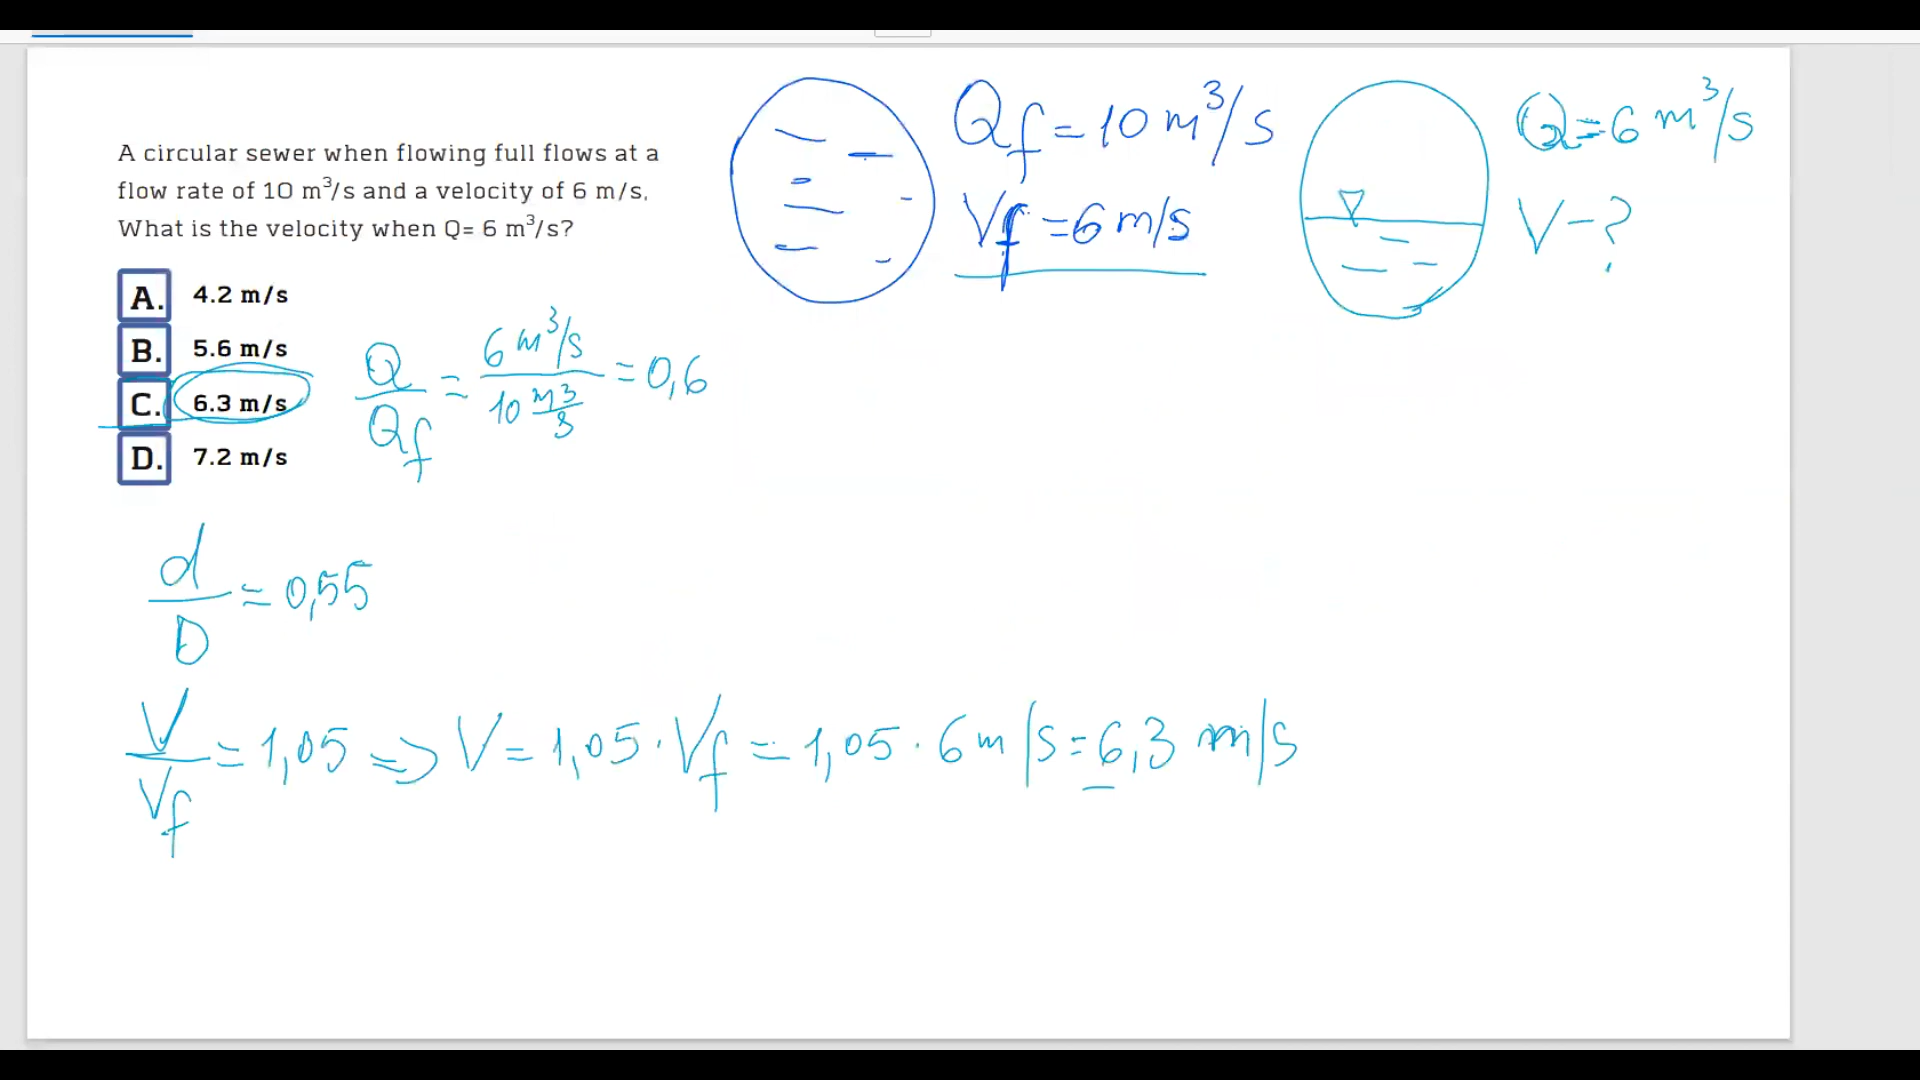 A circular sewer when flowing full flows at a
flow rate of 10 m³/s and a velocity of 6 m/s,
What is the velocity when Q= 6 m³/s?
A. 4.2 m/s
B. 5.6 m/s
C. 6.3 m/s
D. 7.2 m/s
Qf = 10 m³/s
Vf = 6 m/s
Q = 6 m³/s
V - ?
Q/Qf = 6 m³/s / 10 m³/s = 0,6
d/D = 0,55
V/Vf = 1,05 => V = 1,05 · Vf = 1,05 · 6 m/s = 6,3 m/s